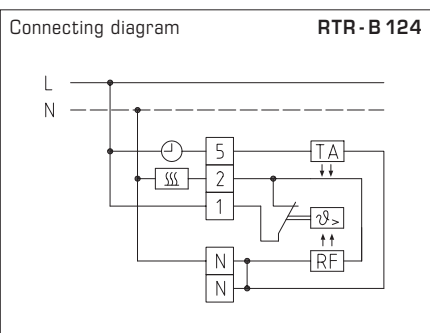 Connecting diagram RTR-B 124
L
N
5 TA
2
1 ϑ>
N RF
N